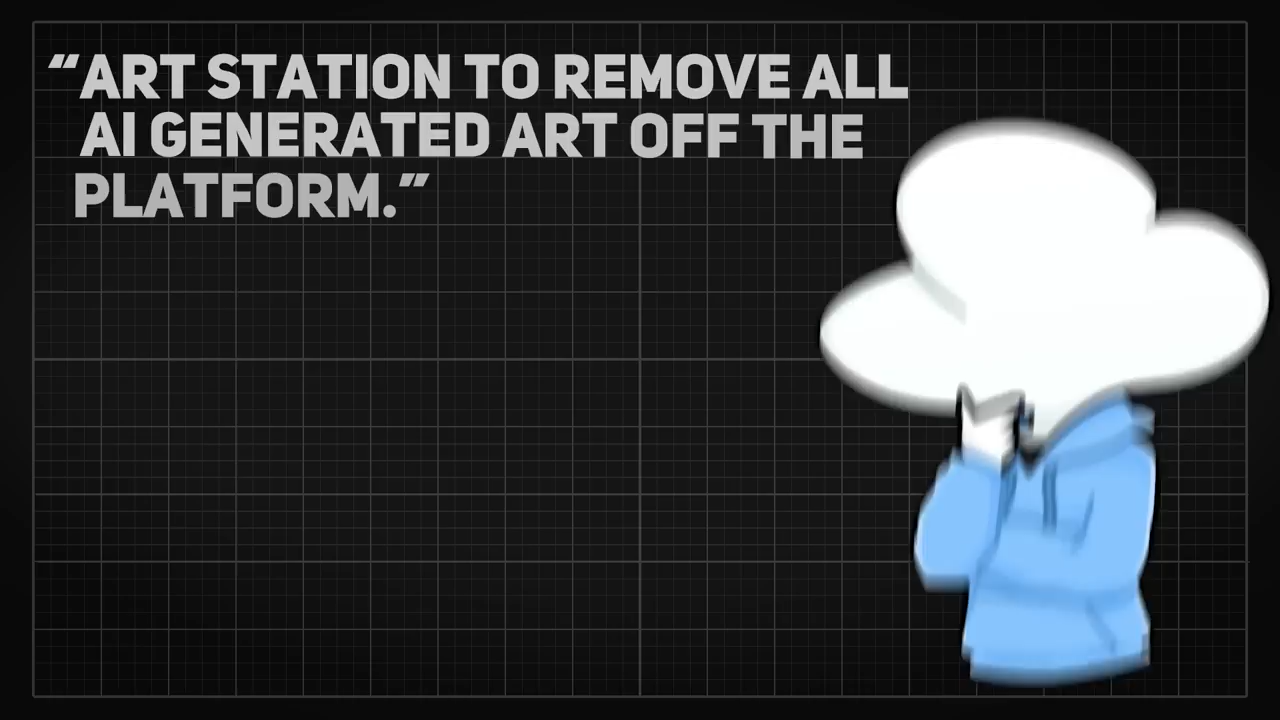 “ART STATION TO REMOVE ALL
AI GENERATED ART OFF THE
PLATFORM.”